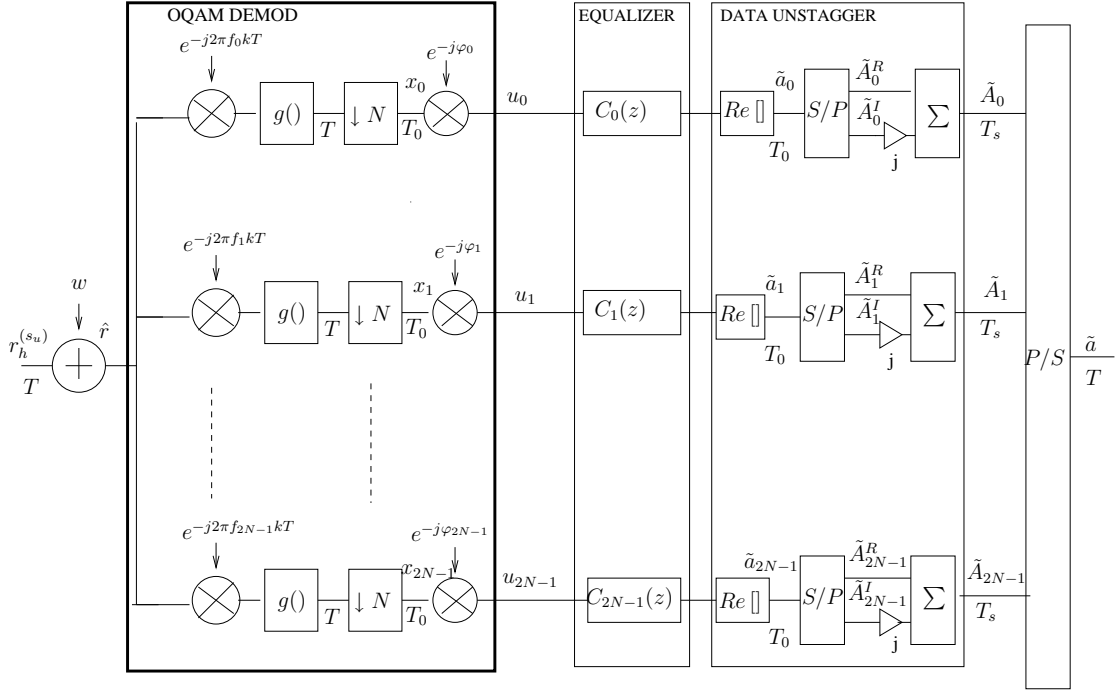 OQAM DEMOD
EQUALIZER
DATA UNSTAGGER
e^{-j2πf_0kT}
g()
T
↓ N
x_0
T_0
e^{-jφ_0}
u_0
C_0(z)
Re []
ã_0
T_0
S/P
Ã_0^R
Ã_0^I
j
Σ
Ã_0
T_s
e^{-j2πf_1kT}
g()
T
↓ N
x_1
T_0
e^{-jφ_1}
u_1
C_1(z)
Re []
ã_1
T_0
S/P
Ã_1^R
Ã_1^I
j
Σ
Ã_1
T_s
w
r_h^{(s_u)}
T
+
r̂
P/S
ã
T
e^{-j2πf_{2N-1}kT}
g()
T
↓ N
x_{2N-1}
T_0
e^{-jφ_{2N-1}}
u_{2N-1}
C_{2N-1}(z)
Re []
ã_{2N-1}
T_0
S/P
Ã_{2N-1}^R
Ã_{2N-1}^I
j
Σ
Ã_{2N-1}
T_s